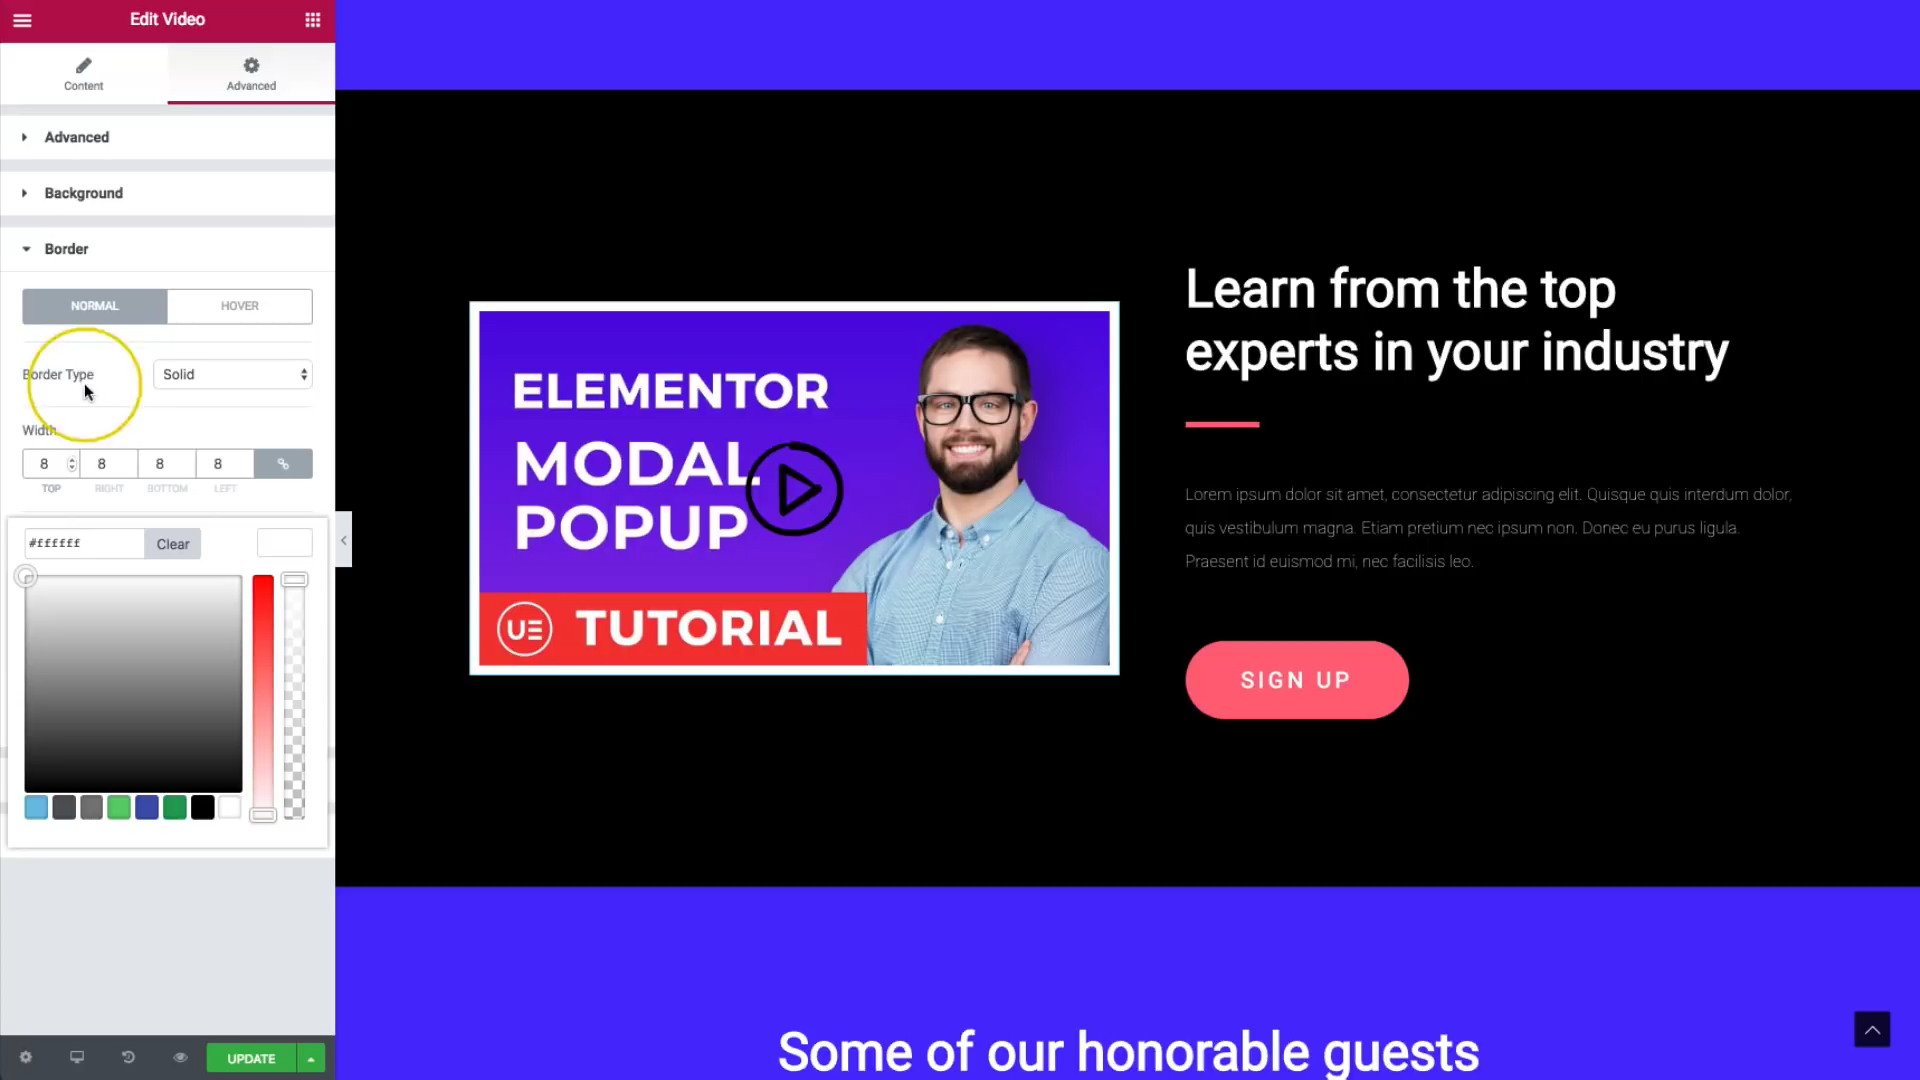 Edit Video
Content
Advanced
Advanced
Background
Border
NORMAL
HOVER
Border Type
Solid
Width
8
8
8
8
TOP
RIGHT
BOTTOM
LEFT
#ffffff
Clear
UPDATE
ELEMENTOR
MODAL
POPUP
UE TUTORIAL
Learn from the top
experts in your industry
Lorem ipsum dolor sit amet, consectetur adipiscing elit. Quisque quis interdum dolor,
quis vestibulum magna. Etiam pretium nec ipsum non. Donec eu purus ligula.
Praesent id euismod mi, nec facilisis leo.
SIGN UP
Some of our honorable guests